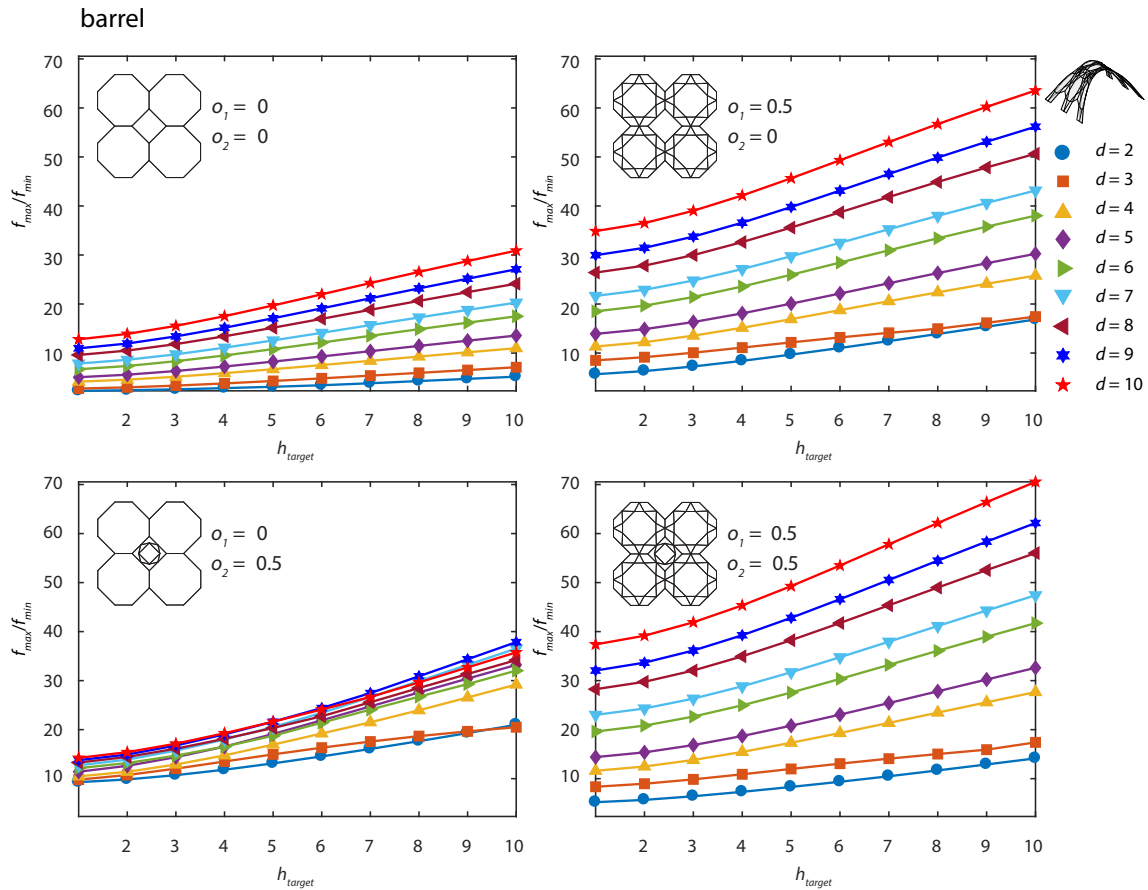 barrel
70
60
50
40
30
20
10
f_max/f_min
o_1 = 0
o_2 = 0
2 3 4 5 6 7 8 9 10
h_target
70
60
50
40
30
20
10
f_max/f_min
o_1 = 0.5
o_2 = 0
2 3 4 5 6 7 8 9 10
h_target
d = 2
d = 3
d = 4
d = 5
d = 6
d = 7
d = 8
d = 9
d = 10
70
60
50
40
30
20
10
f_max/f_min
o_1 = 0
o_2 = 0.5
2 3 4 5 6 7 8 9 10
h_target
70
60
50
40
30
20
10
f_max/f_min
o_1 = 0.5
o_2 = 0.5
2 3 4 5 6 7 8 9 10
h_target